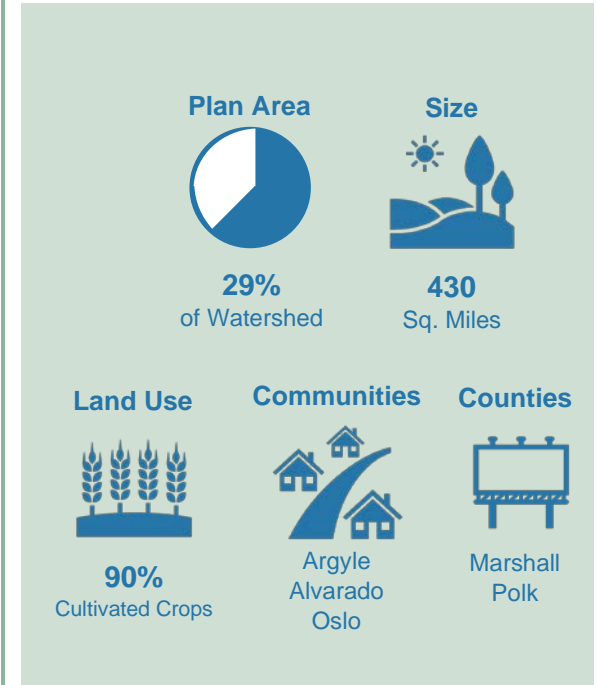 Plan Area
29%
of Watershed
Size
430
Sq. Miles
Land Use
90%
Cultivated Crops
Communities
Argyle
Alvarado
Oslo
Counties
Marshall
Polk